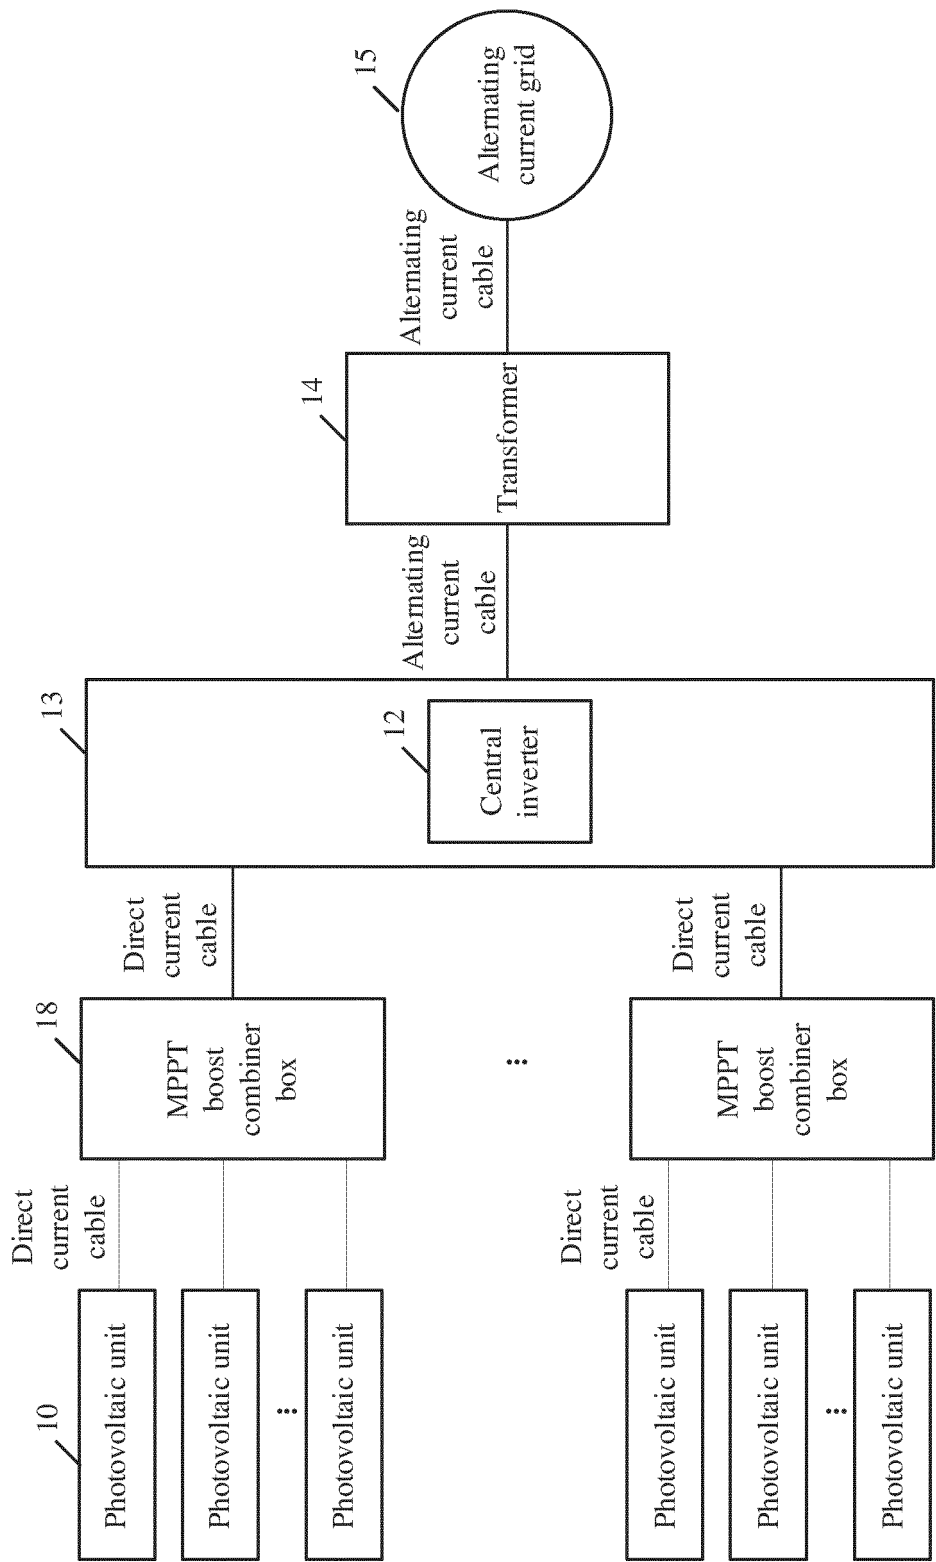 10
Photovoltaic unit
Photovoltaic unit
Photovoltaic unit
Direct
current
cable
18
MPPT
boost
combiner
box
Direct
current
cable
Photovoltaic unit
Photovoltaic unit
Photovoltaic unit
Direct
current
cable
MPPT
boost
combiner
box
Direct
current
cable
13
12
Central
inverter
Alternating
current
cable
14
Transformer
Alternating
current
cable
15
Alternating
current grid